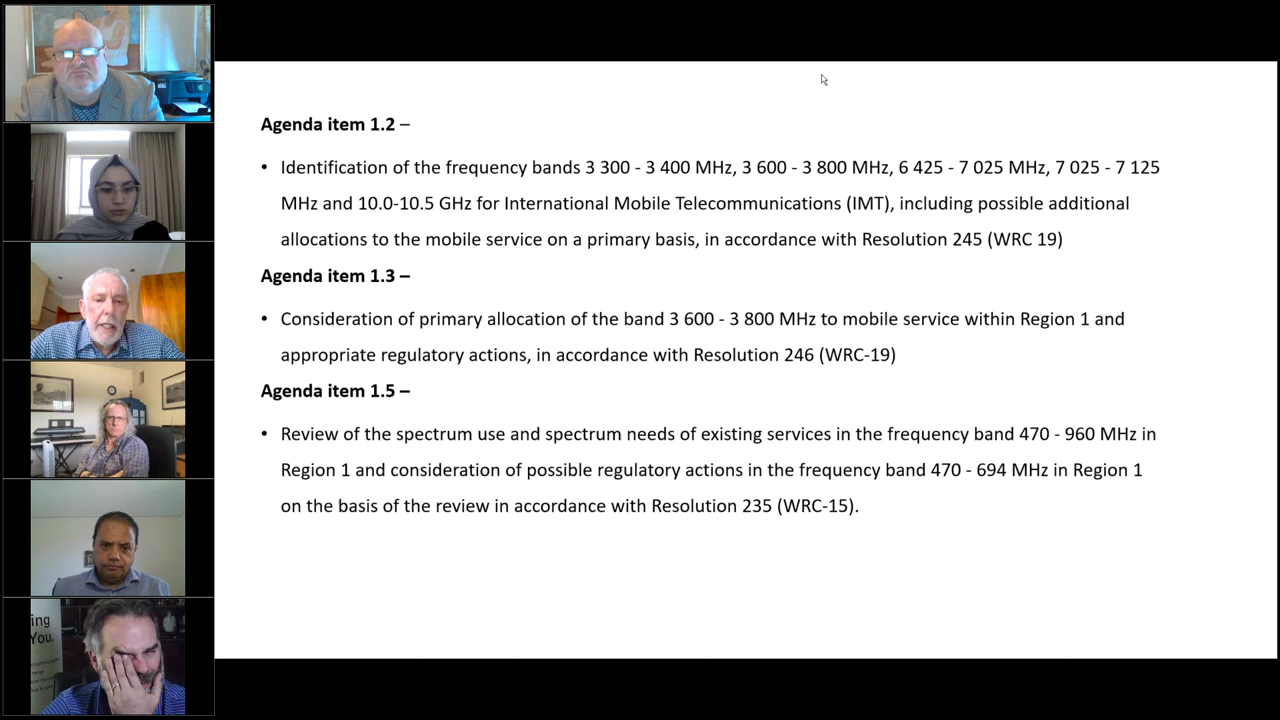 Agenda item 1.2 –
• Identification of the frequency bands 3 300 - 3 400 MHz, 3 600 - 3 800 MHz, 6 425 - 7 025 MHz, 7 025 - 7 125
MHz and 10.0-10.5 GHz for International Mobile Telecommunications (IMT), including possible additional
allocations to the mobile service on a primary basis, in accordance with Resolution 245 (WRC 19)
Agenda item 1.3 –
• Consideration of primary allocation of the band 3 600 - 3 800 MHz to mobile service within Region 1 and
appropriate regulatory actions, in accordance with Resolution 246 (WRC-19)
Agenda item 1.5 –
• Review of the spectrum use and spectrum needs of existing services in the frequency band 470 - 960 MHz in
Region 1 and consideration of possible regulatory actions in the frequency band 470 - 694 MHz in Region 1
on the basis of the review in accordance with Resolution 235 (WRC-15).
ing
You.